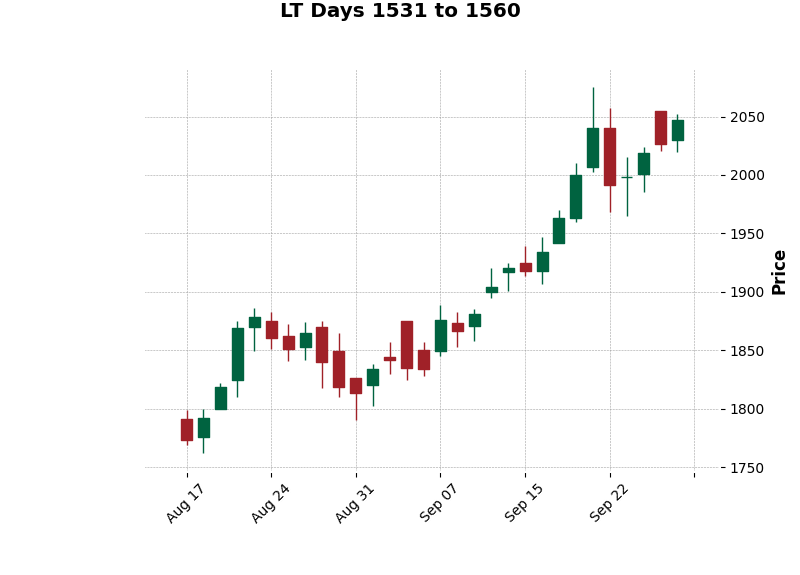 LT Days 1531 to 1560
2050
2000
1950
1900
1850
1800
1750
Price
Aug 17
Aug 24
Aug 31
Sep 07
Sep 15
Sep 22